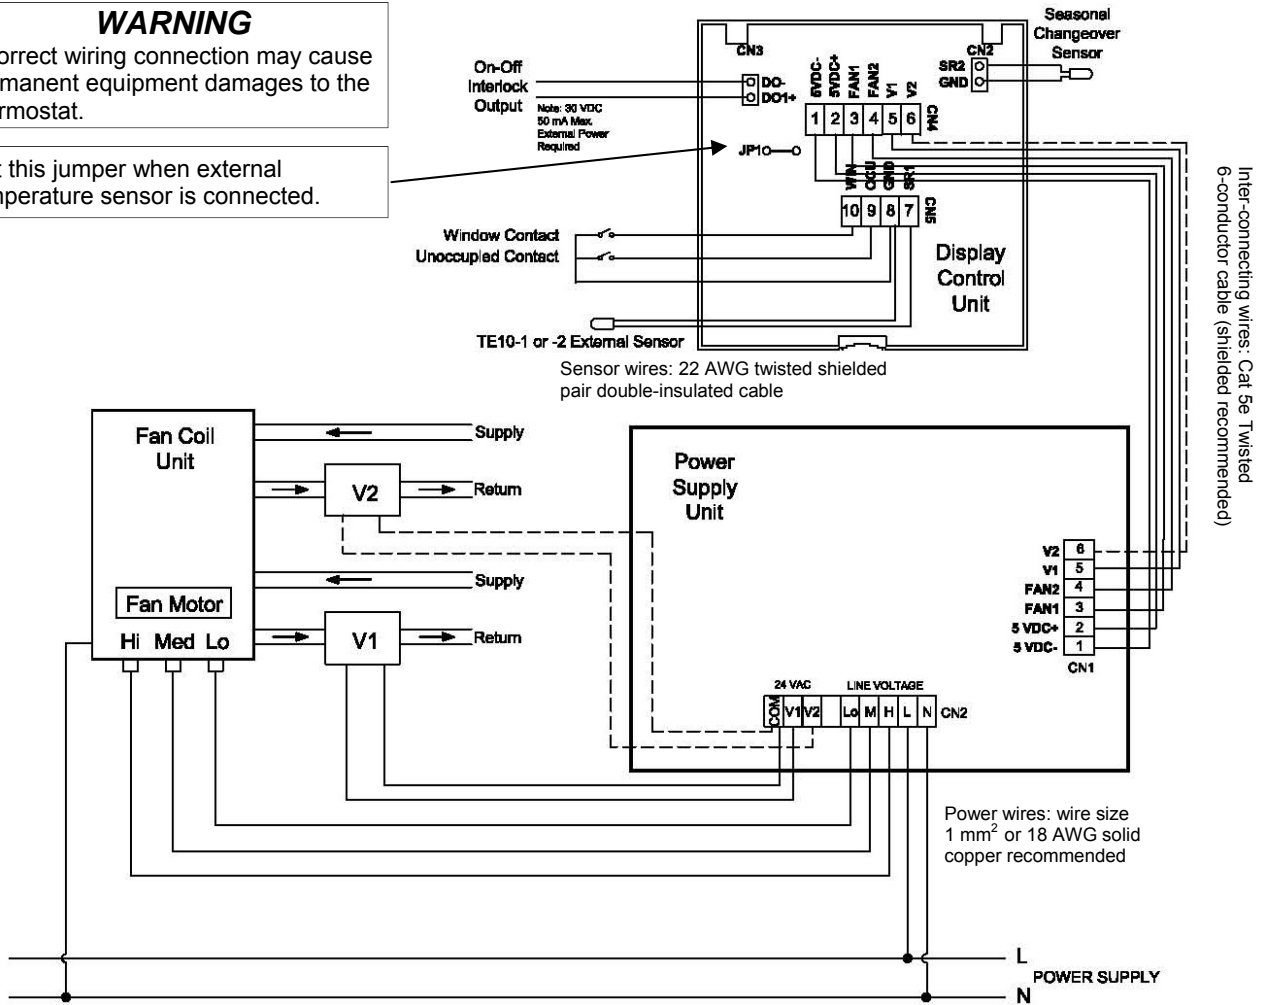 WARNING
orrect wiring connection may cause
manent equipment damages to the
rmostat.
t this jumper when external
mperature sensor is connected.
On-Off
Interlock
Output
Note: 30 VDC
50 mA Max.
External Power
Required
CN3
DO-
DO1+
JP1
5VDC-
5VDC+
FAN1
FAN2
V1
V2
1 2 3 4 5 6
CN4
CN2
SR2
GND
Seasonal
Changeover
Sensor
WIN
OCU
GND
SR1
10 9 8 7
CN5
Window Contact
Unoccupied Contact
Display
Control
Unit
TE10-1 or -2 External Sensor
Sensor wires: 22 AWG twisted shielded
pair double-insulated cable
Inter-connecting wires: Cat 5e Twisted
6-conductor cable (shielded recommended)
Fan Coil
Unit
Supply
V2
Return
Supply
Fan Motor
Hi Med Lo
V1
Return
Power
Supply
Unit
V2 6
V1 5
FAN2 4
FAN1 3
5 VDC+ 2
5 VDC- 1
CN1
24 VAC LINE VOLTAGE
COM V1 V2 Lo M H L N CN2
Power wires: wire size
1 mm² or 18 AWG solid
copper recommended
L
POWER SUPPLY
N